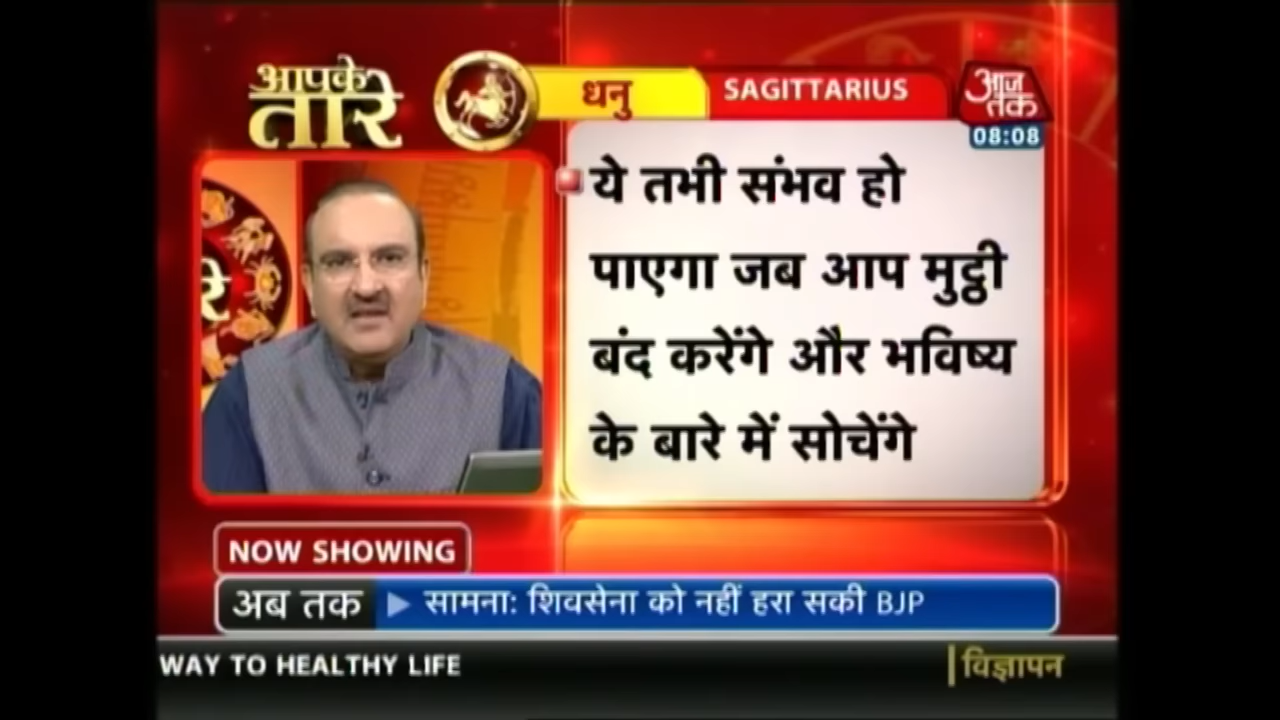 आपके
तारे
धनु
SAGITTARIUS
आज
तक
08:08
ये तभी संभव हो
पाएगा जब आप मुट्ठी
बंद करेंगे और भविष्य
के बारे में सोचेंगे
रे
NOW SHOWING
अब तक
सामना: शिवसेना को नहीं हरा सकी BJP
WAY TO HEALTHY LIFE
विज्ञापन